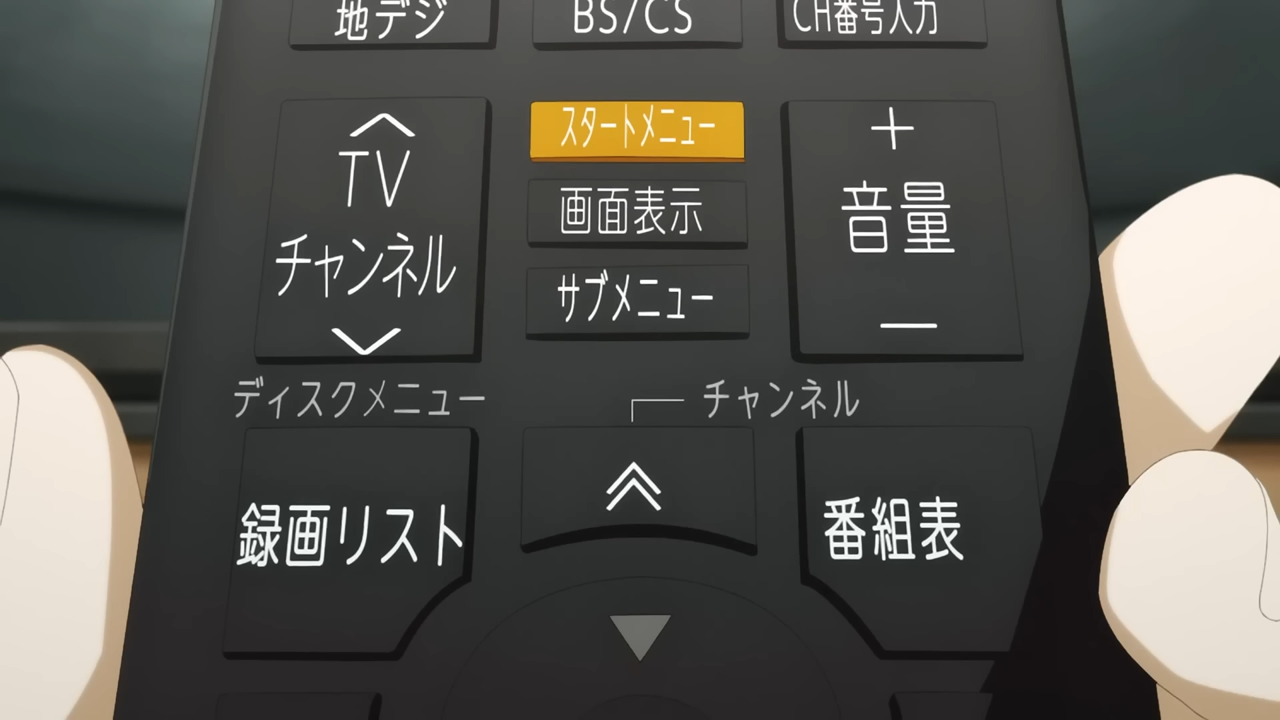 地デジ
BS/CS
CH番号入力
TV
チャンネル
スタートメニュー
画面表示
サブメニュー
+
音量
-
ディスクメニュー
チャンネル
録画リスト
番組表